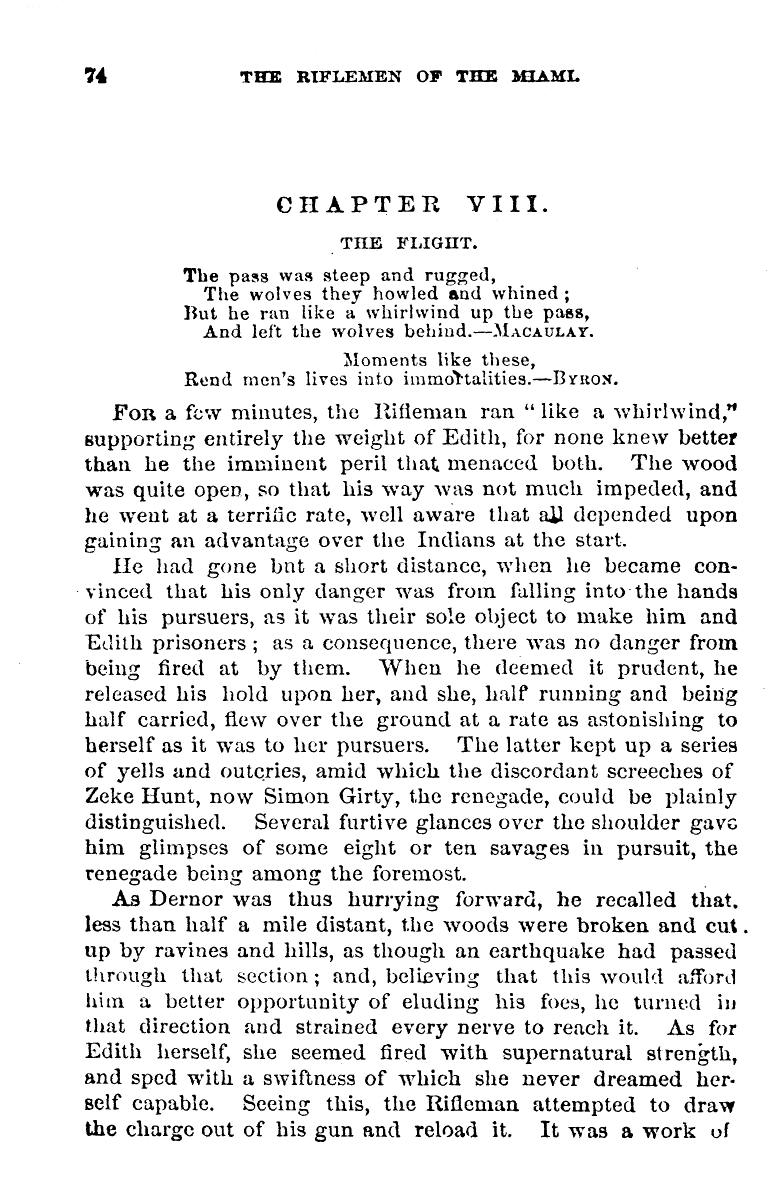 74 THE RIFLEMEN OF THE MIAMI.
CHAPTER VIII.
THE FLIGHT.
The pass was steep and rugged,
The wolves they howled and whined;
But he ran like a whirlwind up the pass,
And left the wolves behind.—MACAULAY.
Moments like these,
Rend men's lives into immortalities.—BYRON.
FOR a few minutes, the Rifleman ran "like a whirlwind,"
supporting entirely the weight of Edith, for none knew better
than he the imminent peril that menaced both. The wood
was quite open, so that his way was not much impeded, and
he went at a terrific rate, well aware that all depended upon
gaining an advantage over the Indians at the start.
He had gone but a short distance, when he became con-
vinced that his only danger was from falling into the hands
of his pursuers, as it was their sole object to make him and
Edith prisoners; as a consequence, there was no danger from
being fired at by them. When he deemed it prudent, he
released his hold upon her, and she, half running and being
half carried, flew over the ground at a rate as astonishing to
herself as it was to her pursuers. The latter kept up a series
of yells and outcries, amid which the discordant screeches of
Zeke Hunt, now Simon Girty, the renegade, could be plainly
distinguished. Several furtive glances over the shoulder gave
him glimpses of some eight or ten savages in pursuit, the
renegade being among the foremost.
As Dernor was thus hurrying forward, he recalled that.
less than half a mile distant, the woods were broken and cut.
up by ravines and hills, as though an earthquake had passed
through that section; and, believing that this would afford
him a better opportunity of eluding his foes, he turned in
that direction and strained every nerve to reach it. As for
Edith herself, she seemed fired with supernatural strength,
and sped with a swiftness of which she never dreamed her-
self capable. Seeing this, the Rifleman attempted to draw
the charge out of his gun and reload it. It was a work of